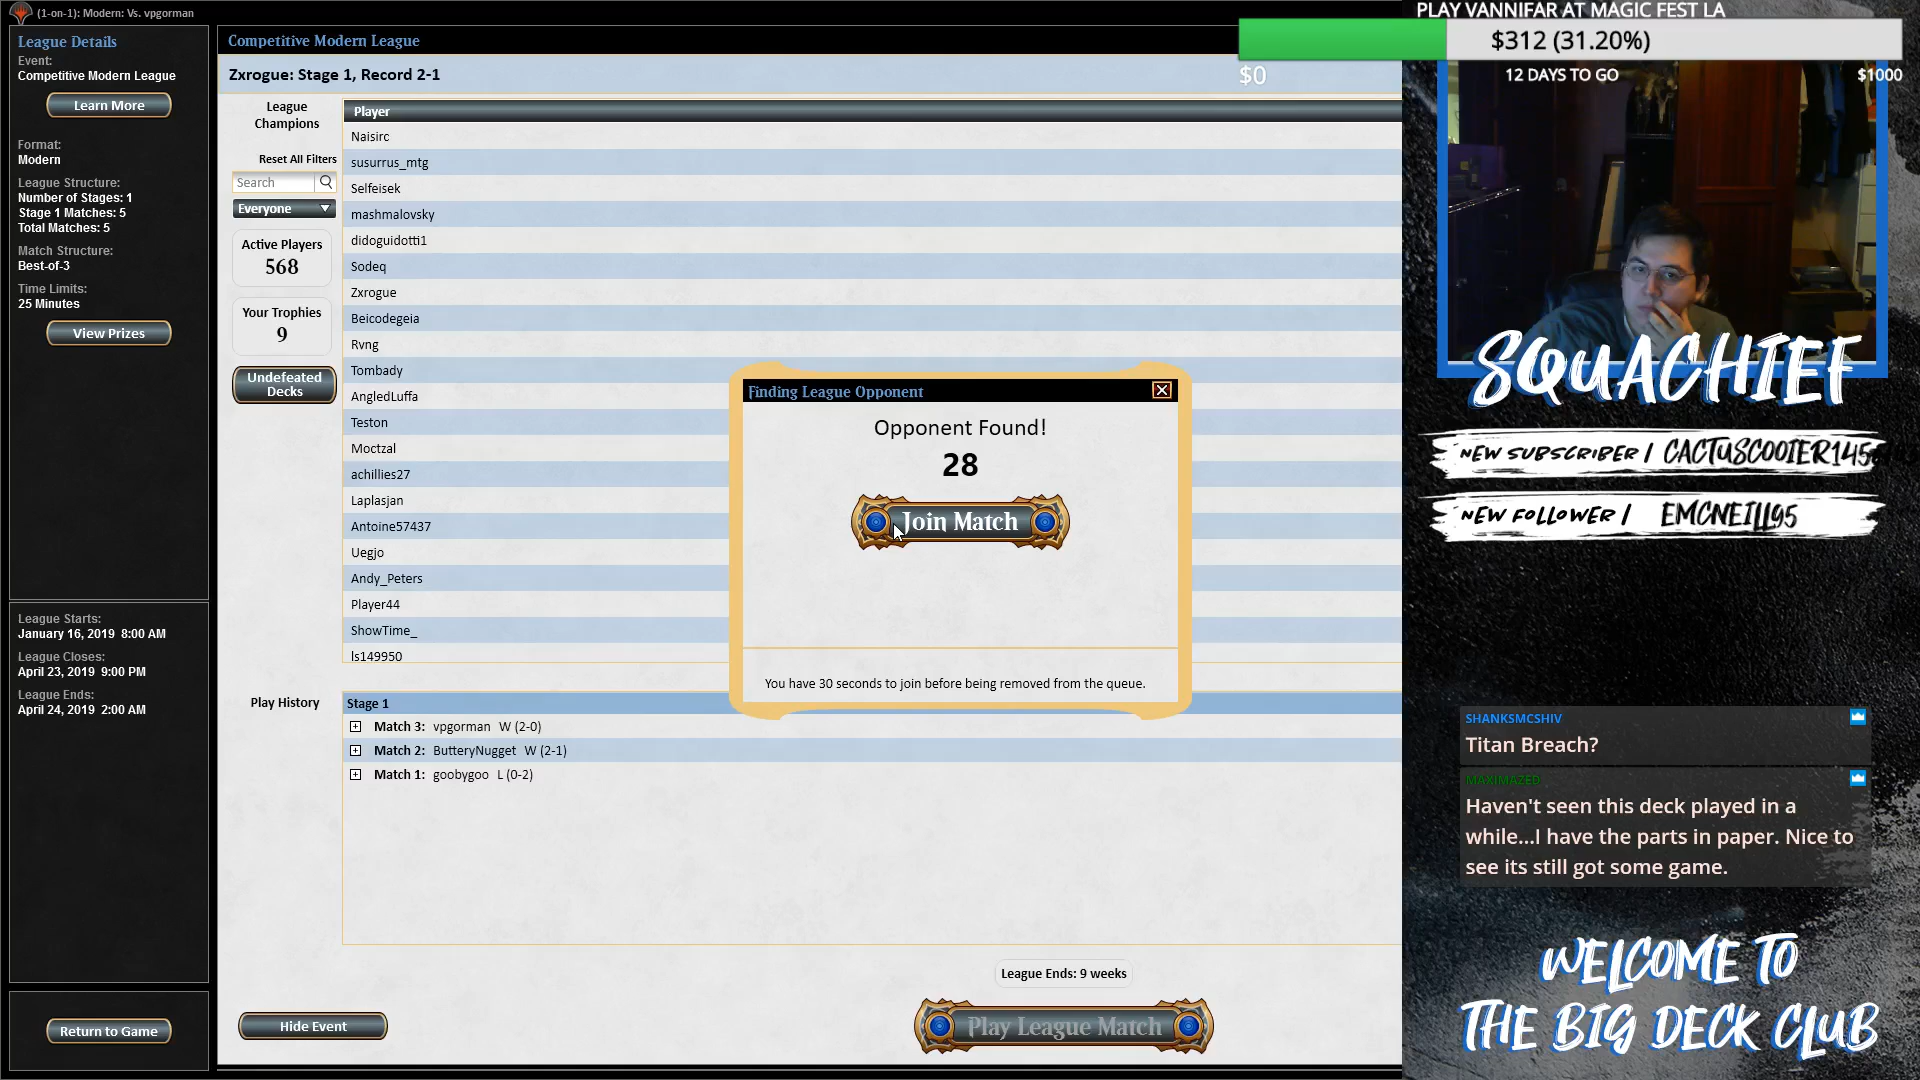 (1-on-1): Modern: Vs. vpgorman
League Details
Event:
Competitive Modern League
Learn More
Format:
Modern
League Structure:
Number of Stages: 1
Stage 1 Matches: 5
Total Matches: 5
Match Structure:
Best-of-3
Time Limits:
25 Minutes
View Prizes
League Starts:
January 16, 2019 8:00 AM
League Closes:
April 23, 2019 9:00 PM
League Ends:
April 24, 2019 2:00 AM
Return to Game
Competitive Modern League
Zxrogue: Stage 1, Record 2-1
League
Champions
Reset All Filters
Search
Everyone
Active Players
568
Your Trophies
9
Undefeated
Decks
Player
Naisirc
susurrus_mtg
Selfeisek
mashmalovsky
didoguidotti1
Sodeq
Zxrogue
Beicodegeia
Rvng
Tombady
AngledLuffa
Teston
Moctzal
achillies27
Laplasjan
Antoine57437
Uegjo
Andy_Peters
Player44
ShowTime_
ls149950
Finding League Opponent
Opponent Found!
28
Join Match
You have 30 seconds to join before being removed from the queue.
Play History
Stage 1
Match 3: vpgorman W (2-0)
Match 2: ButteryNugget W (2-1)
Match 1: goobygoo L (0-2)
League Ends: 9 weeks
Hide Event
Play League Match
PLAY VANNIFAR AT MAGIC FEST LA
$312 (31.20%)
$0
12 DAYS TO GO
$1000
SQUACHIEF
NEW SUBSCRIBER / CACTUSCOOTER145
NEW FOLLOWER / EMCNEILL95
SHANKSMCSHIV
Titan Breach?
MAXIMAZED
Haven't seen this deck played in a
while...I have the parts in paper. Nice to
see its still got some game.
WELCOME TO
THE BIG DECK CLUB